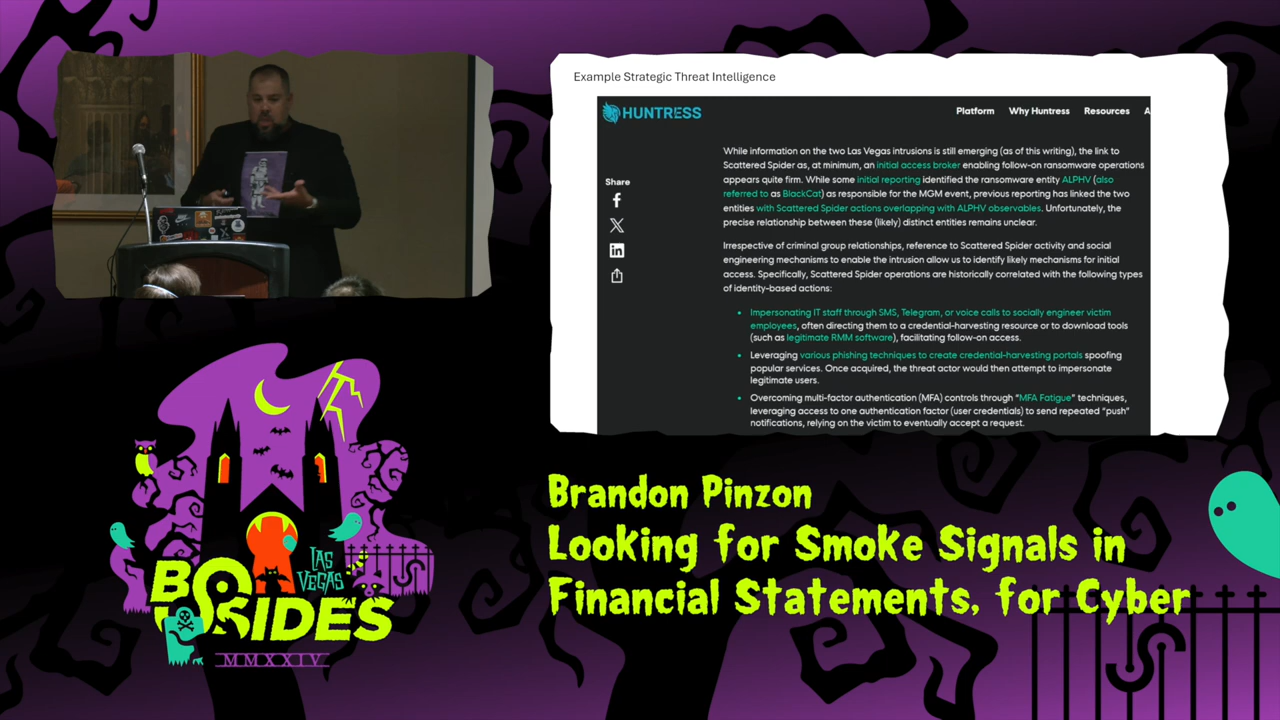 Example Strategic Threat Intelligence
HUNTRESS
Platform Why Huntress Resources A
Share
While information on the two Las Vegas intrusions is still emerging (as of this writing), the link to
Scattered Spider as, at minimum, an initial access broker enabling follow-on ransomware operations
appears quite firm. While some initial reporting identified the ransomware entity ALPHV (also
referred to as BlackCat) as responsible for the MGM event, previous reporting has linked the two
entities with Scattered Spider actions overlapping with ALPHV observables. Unfortunately, the
precise relationship between these (likely) distinct entities remains unclear.
Irrespective of criminal group relationships, reference to Scattered Spider activity and social
engineering mechanisms to enable the intrusion allow us to identify likely mechanisms for initial
access. Specifically, Scattered Spider operations are historically correlated with the following types
of identity-based actions:
• Impersonating IT staff through SMS, Telegram, or voice calls to socially engineer victim
employees, often directing them to a credential-harvesting resource or to download tools
(such as legitimate RMM software), facilitating follow-on access.
• Leveraging various phishing techniques to create credential-harvesting portals spoofing
popular services. Once acquired, the threat actor would then attempt to impersonate
legitimate users.
• Overcoming multi-factor authentication (MFA) controls through “MFA Fatigue” techniques,
leveraging access to one authentication factor (user credentials) to send repeated “push”
notifications, relying on the victim to eventually accept a request.
LAS
VEGAS
BSIDES
MMXXIV
Brandon Pinzon
Looking for Smoke Signals in
Financial Statements, for Cyber